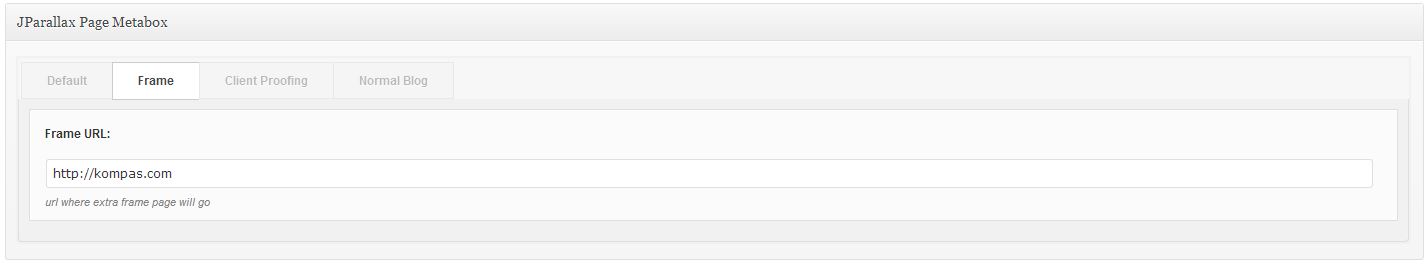 JParallax Page Metabox
Default Frame Client Proofing Normal Blog
Frame URL:
http://kompas.com
url where extra frame page will go